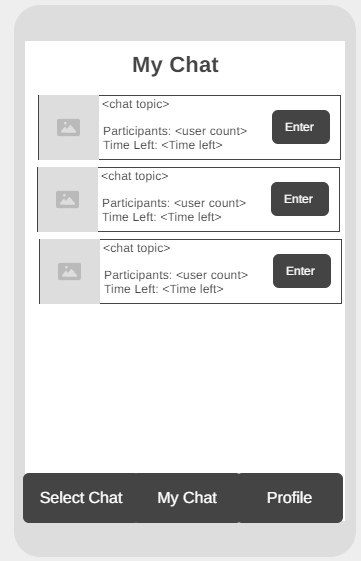 My Chat
<chat topic>
Participants: <user count>
Time Left: <Time left>
Enter
<chat topic>
Participants: <user count>
Time Left: <Time left>
Enter
<chat topic>
Participants: <user count>
Time Left: <Time left>
Enter
Select Chat My Chat Profile